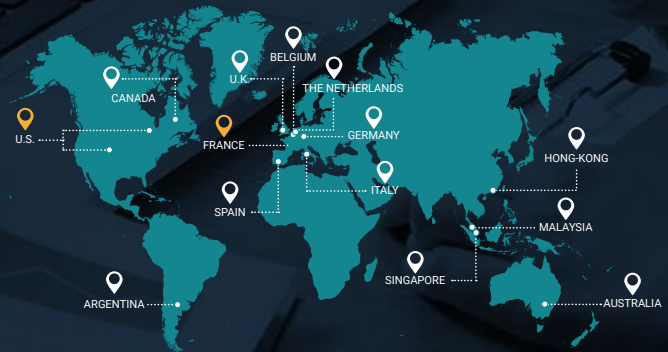 BELGIUM
U.K.
THE NETHERLANDS
CANADA
U.S.
FRANCE
GERMANY
HONG-KONG
ITALY
SPAIN
MALAYSIA
SINGAPORE
ARGENTINA
AUSTRALIA